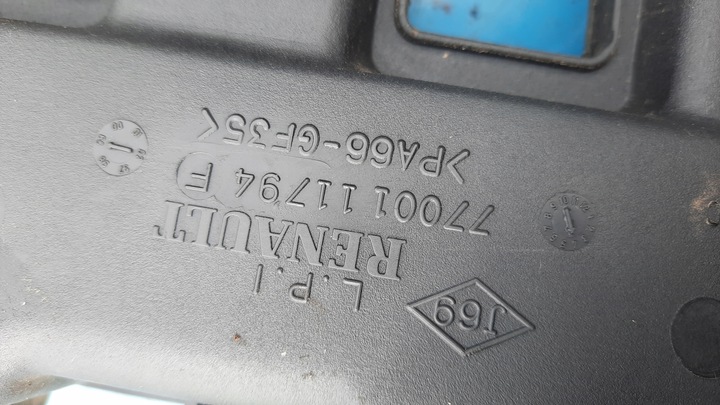 J69
L.P.I
RENAULT
7700111794 F
>PA66-GF35<